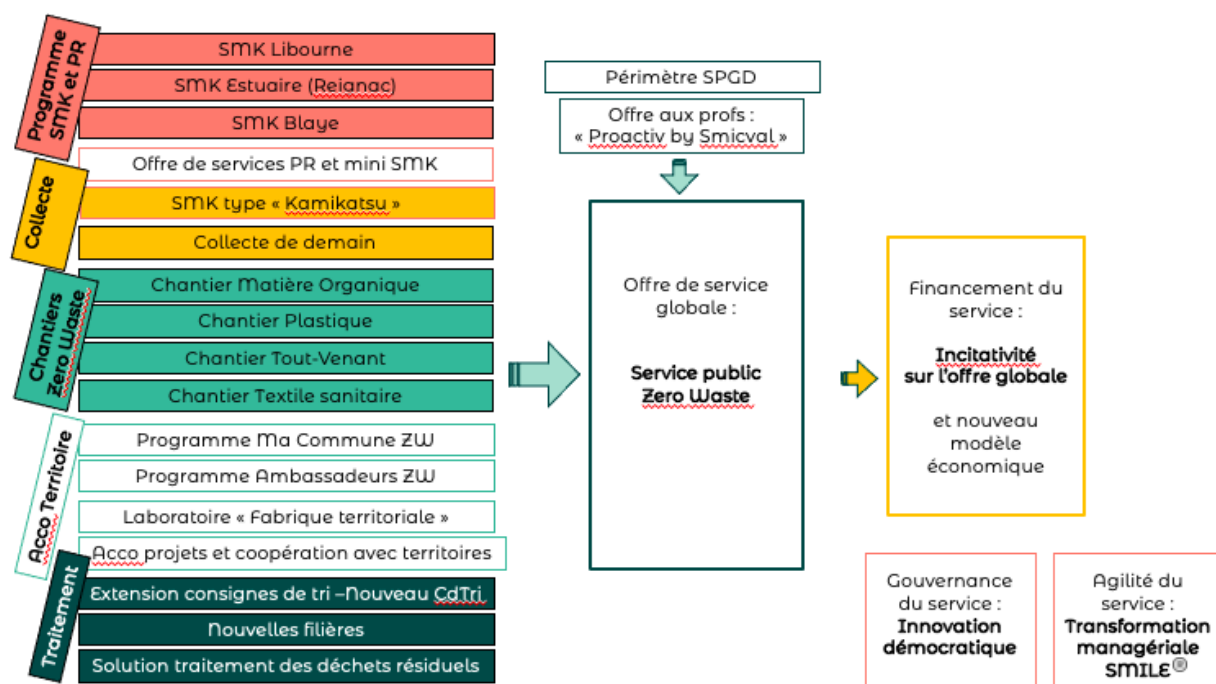 Programme
SMK et PR
SMK Libourne
SMK Estuaire (Reignac)
SMK Blaye
Offre de services PR et mini SMK
Collecte
SMK type « Kamikatsu »
Collecte de demain
Chantiers
Zero Waste
Chantier Matière Organique
Chantier Plastique
Chantier Tout-Venant
Chantier Textile sanitaire
Acco Territoire
Programme Ma Commune ZW
Programme Ambassadeurs ZW
Laboratoire « Fabrique territoriale »
Acco projets et coopération avec territoires
Traitement
Extension consignes de tri –Nouveau CdTri
Nouvelles filières
Solution traitement des déchets résiduels
Périmètre SPGD
Offre aux profs :
« Proactiv by Smicval »
Offre de service
globale :
Service public
Zero Waste
Financement du
service :
Incitativité
sur l'offre globale
et nouveau
modèle
économique
Gouvernance
du service :
Innovation
démocratique
Agilité du
service :
Transformation
managériale
SMILE®